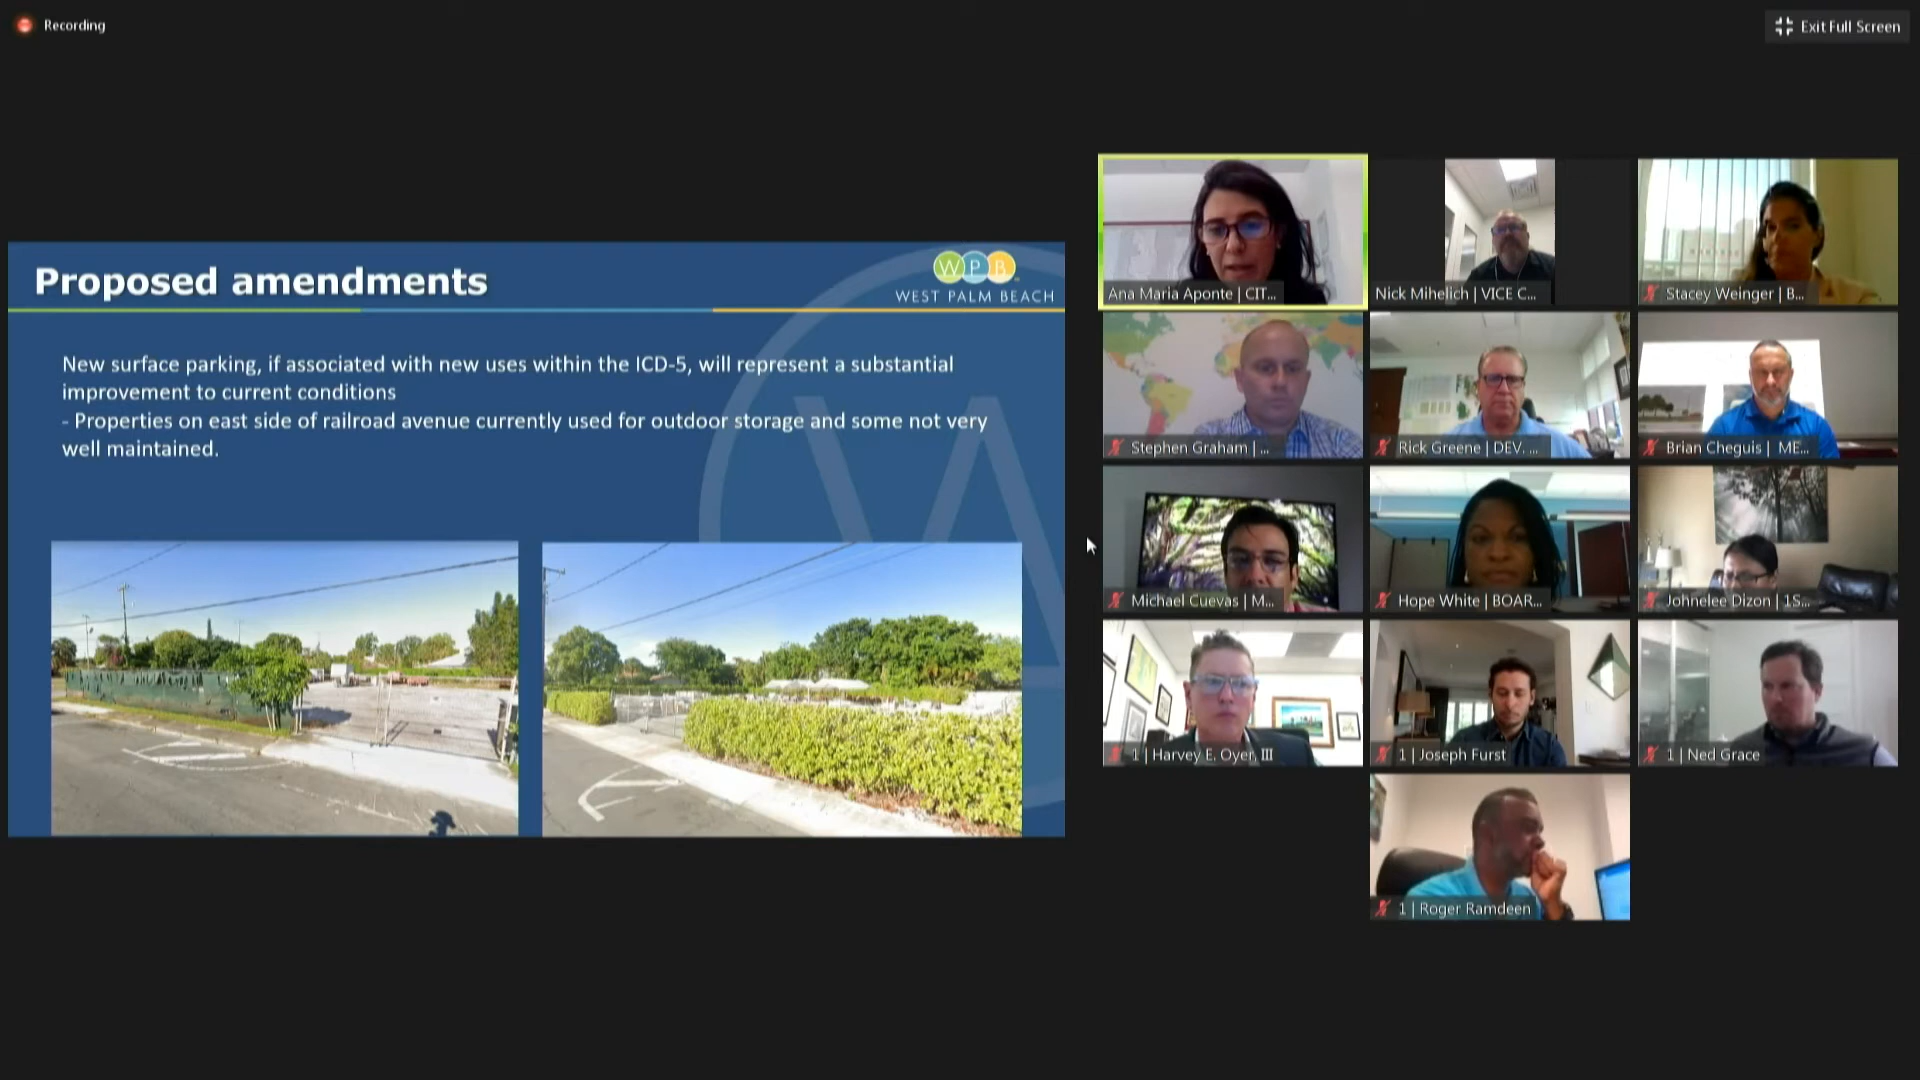 Recording
Exit Full Screen
Proposed amendments
WPB
WEST PALM BEACH
New surface parking, if associated with new uses within the ICD-5, will represent a substantial
improvement to current conditions
- Properties on east side of railroad avenue currently used for outdoor storage and some not very
well maintained.
Ana Maria Aponte | CIT...
Nick Mihelich | VICE C...
Stacey Weinger | B...
Stephen Graham | ...
Rick Greene | DEV. ...
Brian Cheguis | ME...
Michael Cuevas | M...
Hope White | BOAR...
Johnelee Dizon | 1S...
1 | Harvey E. Oyer, III
1 | Joseph Furst
1 | Ned Grace
1 | Roger Ramdeen